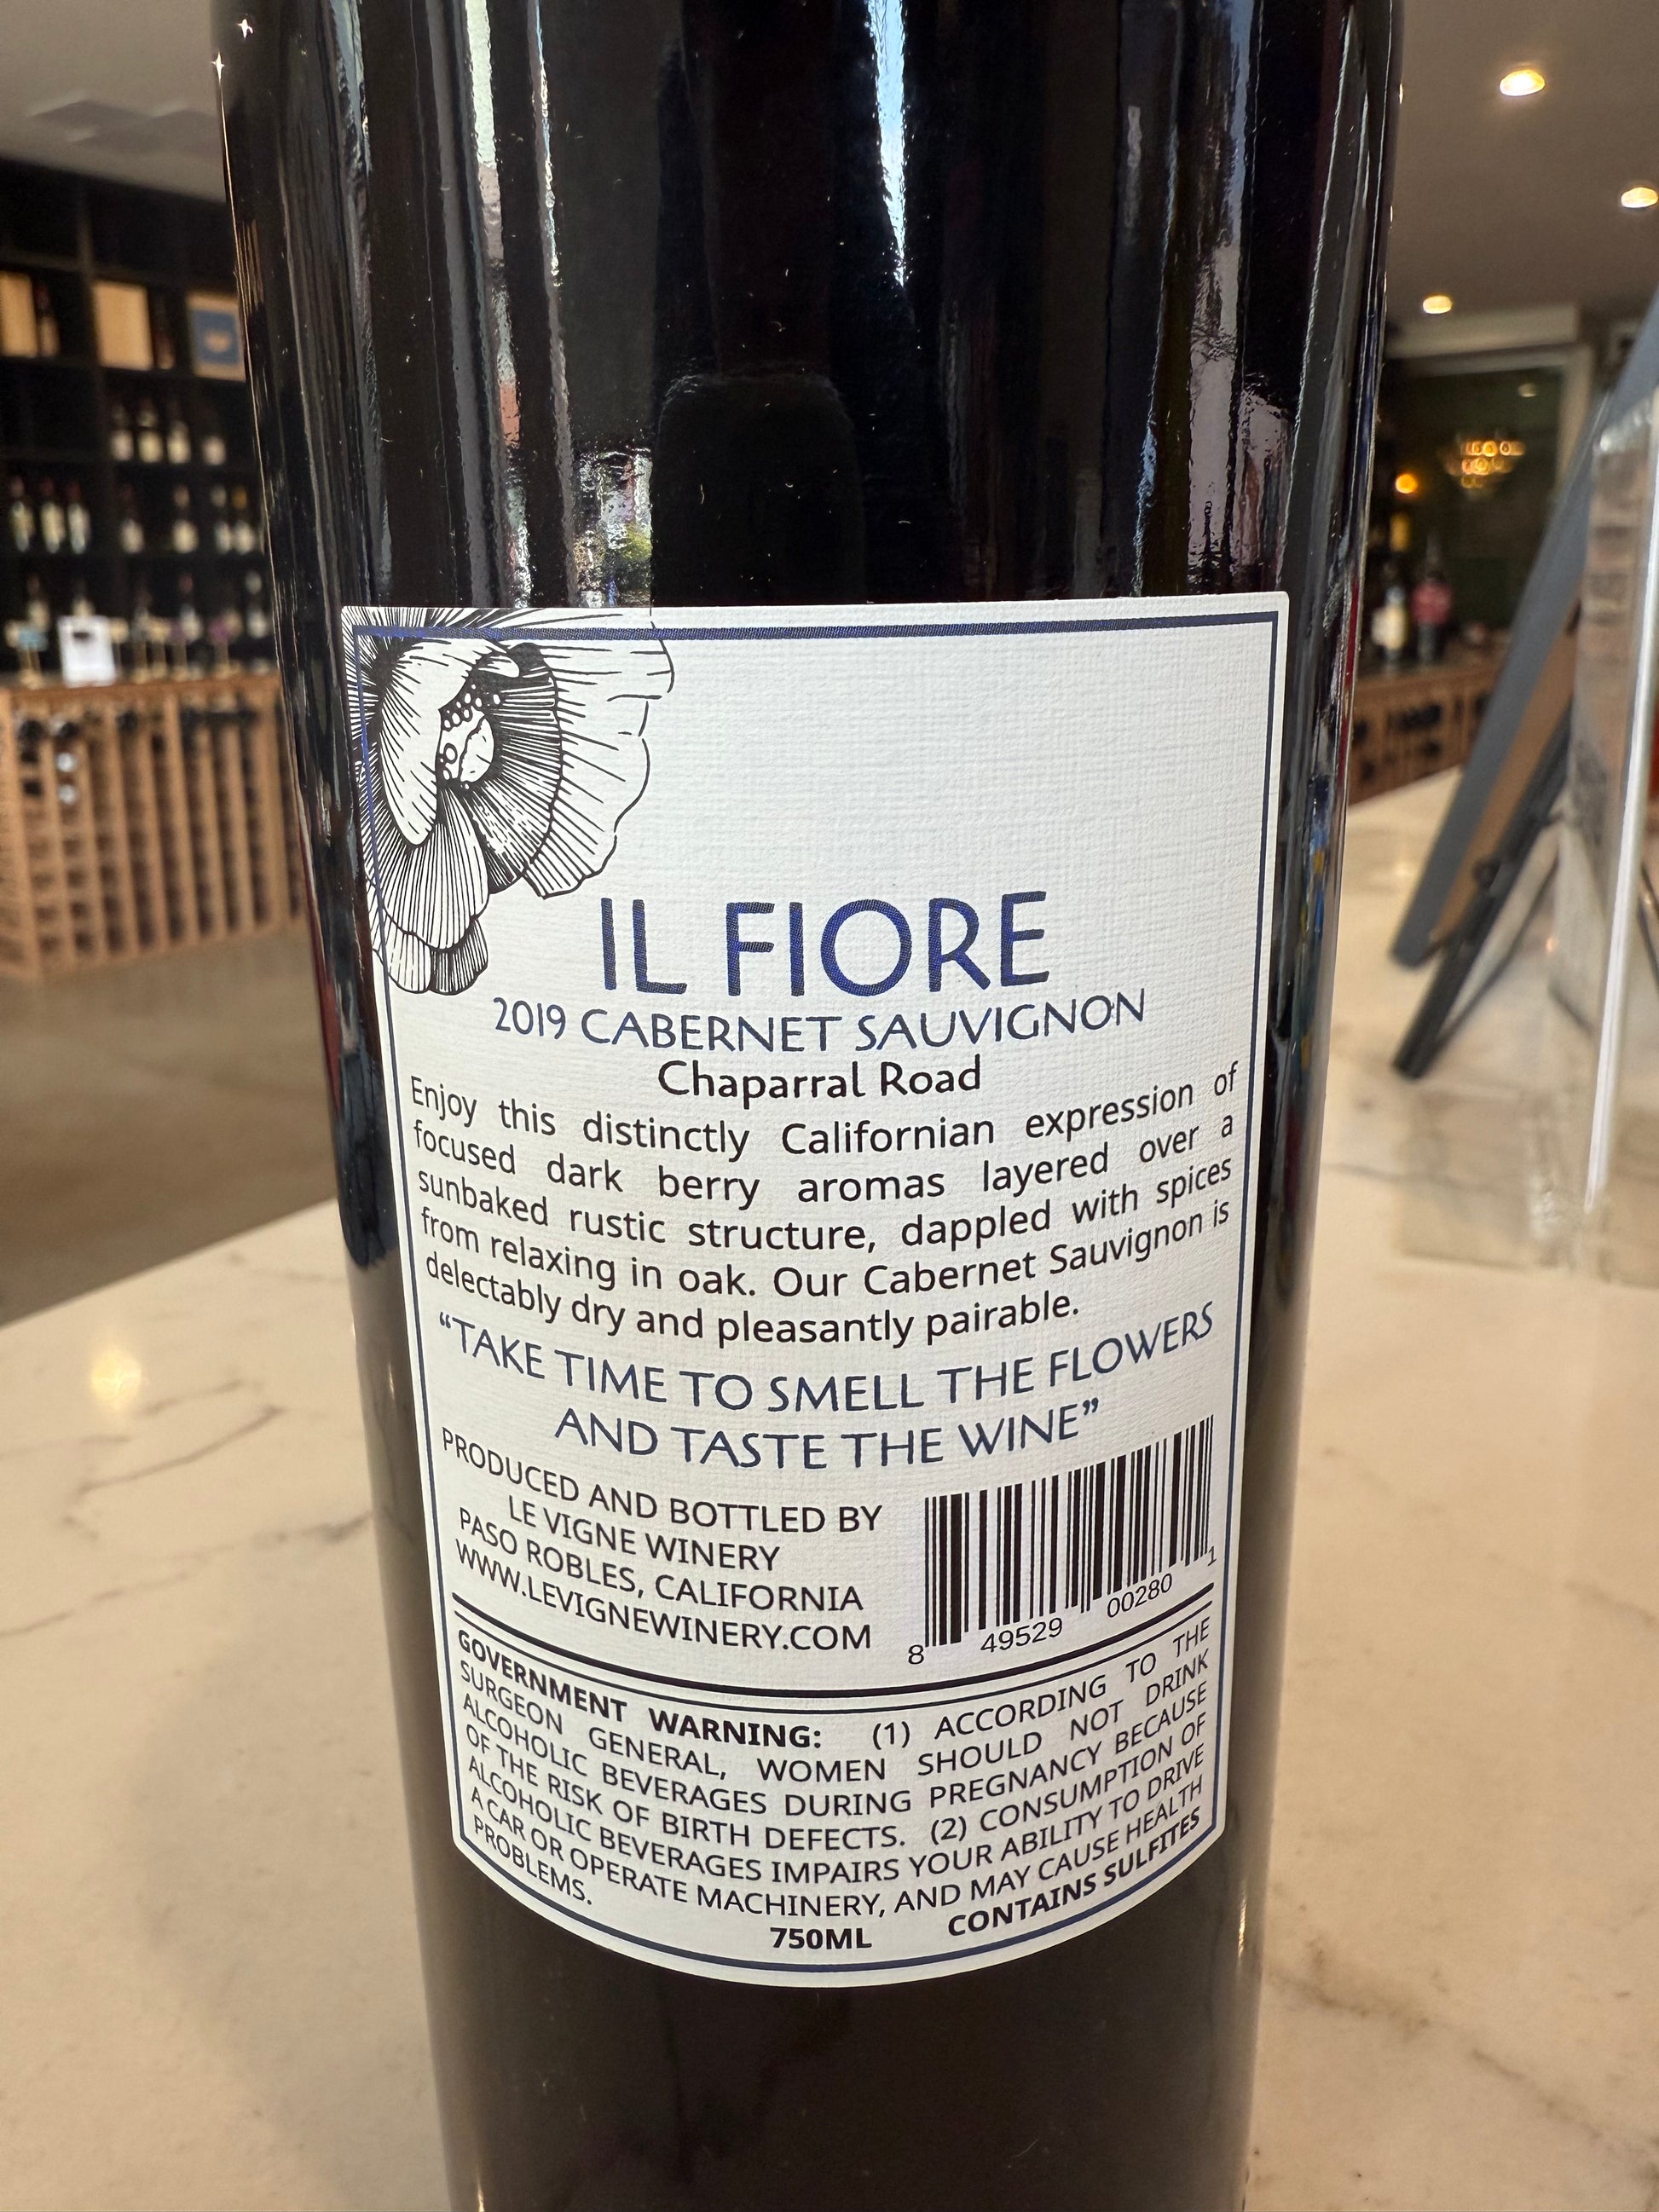 IL FIORE
2019 CABERNET SAUVIGNON
Chaparral Road
Enjoy this distinctly Californian expression of
focused dark berry aromas layered over a
sunbaked rustic structure, dappled with spices
from relaxing in oak. Our Cabernet Sauvignon is
delectably dry and pleasantly pairable.
“TAKE TIME TO SMELL THE FLOWERS
AND TASTE THE WINE”
PRODUCED AND BOTTLED BY
LE VIGNE WINERY
PASO ROBLES, CALIFORNIA
WWW.LEVIGNEWINERY.COM
8 49529 00280 1
GOVERNMENT WARNING: (1) ACCORDING TO THE
SURGEON GENERAL, WOMEN SHOULD NOT DRINK
ALCOHOLIC BEVERAGES DURING PREGNANCY BECAUSE
OF THE RISK OF BIRTH DEFECTS. (2) CONSUMPTION OF
ALCOHOLIC BEVERAGES IMPAIRS YOUR ABILITY TO DRIVE
A CAR OR OPERATE MACHINERY, AND MAY CAUSE HEALTH
PROBLEMS.
750ML CONTAINS SULFITES